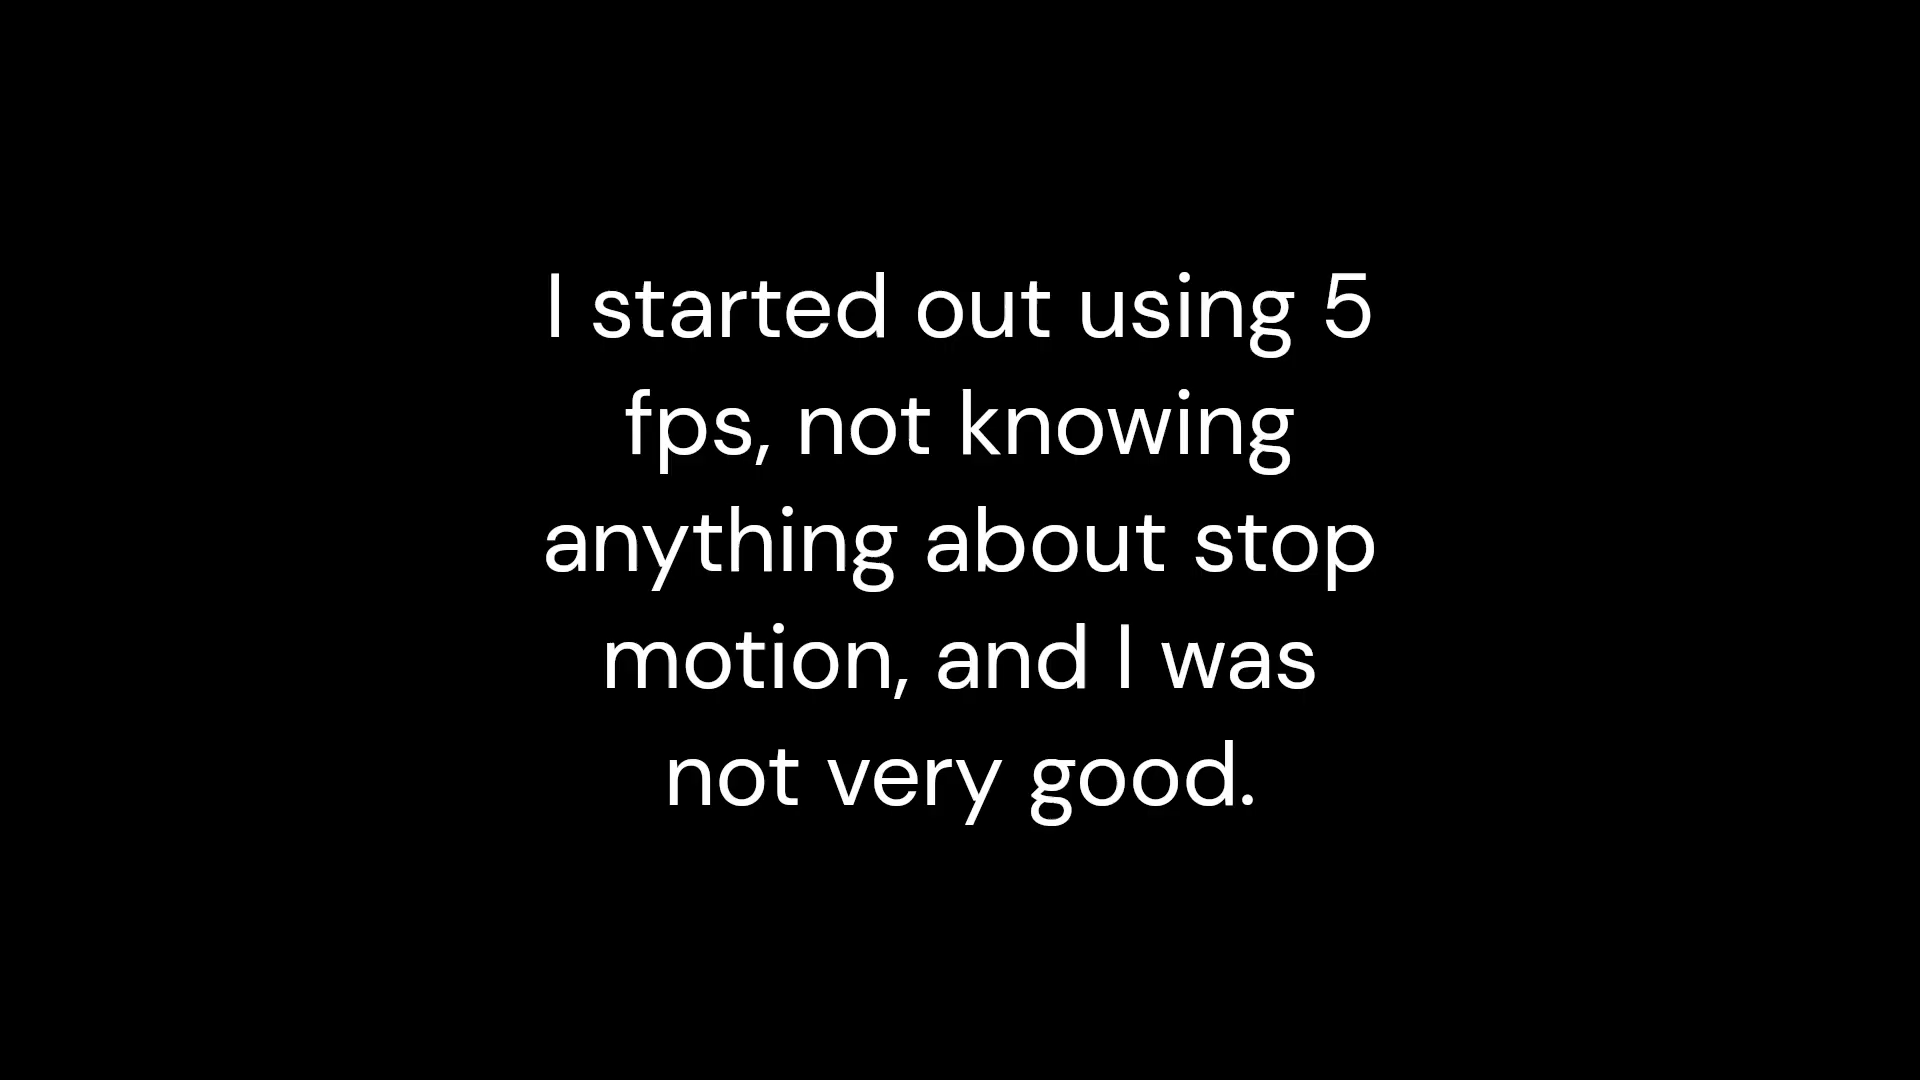 I started out using 5
fps, not knowing
anything about stop
motion, and I was
not very good.